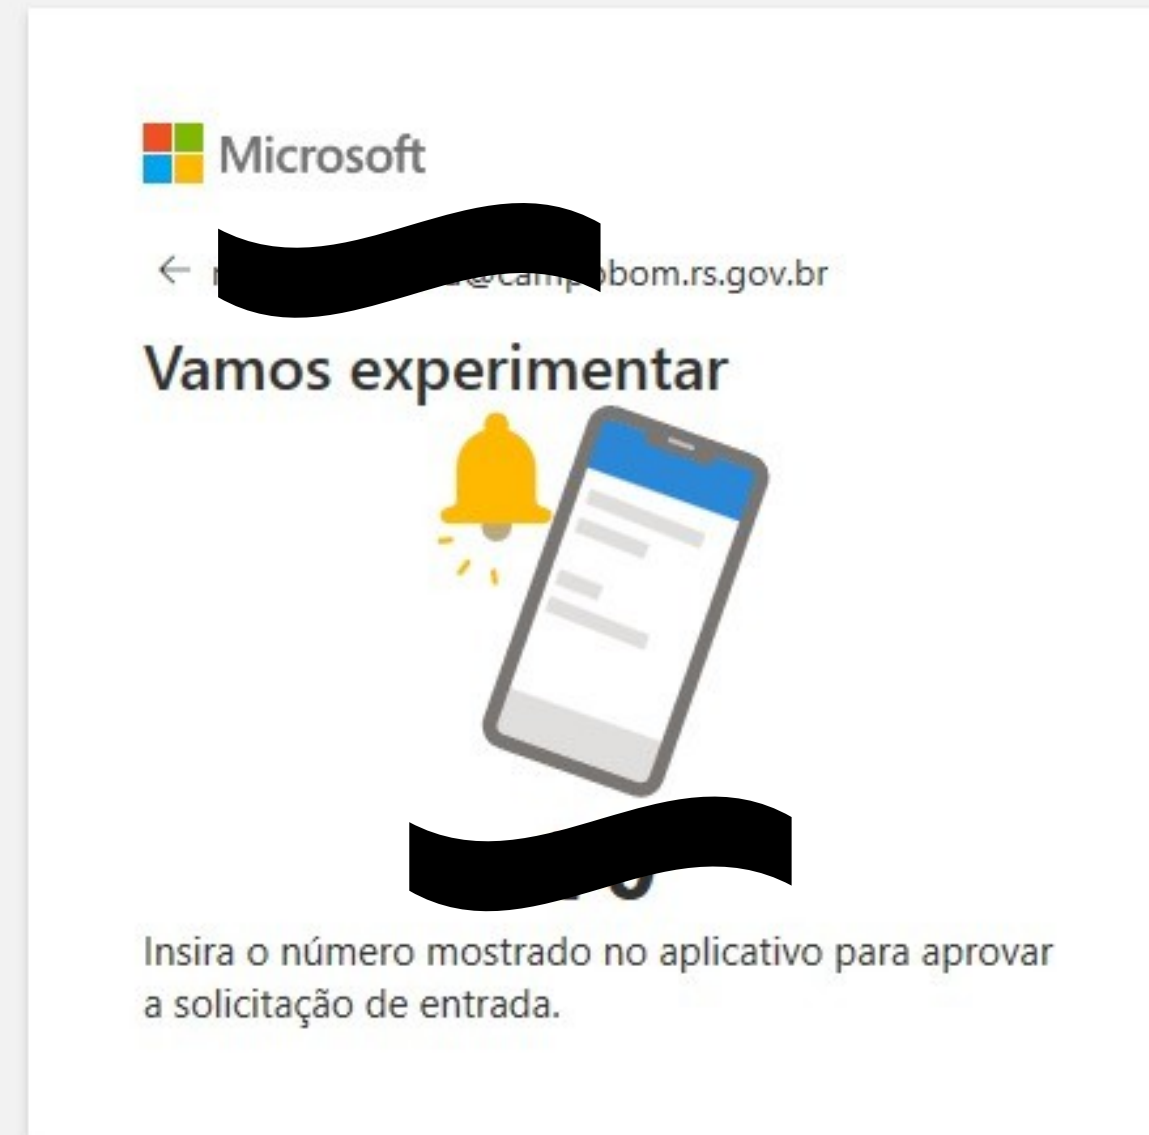 Microsoft
bom.rs.gov.br
Vamos experimentar
Insira o número mostrado no aplicativo para aprovar
a solicitação de entrada.